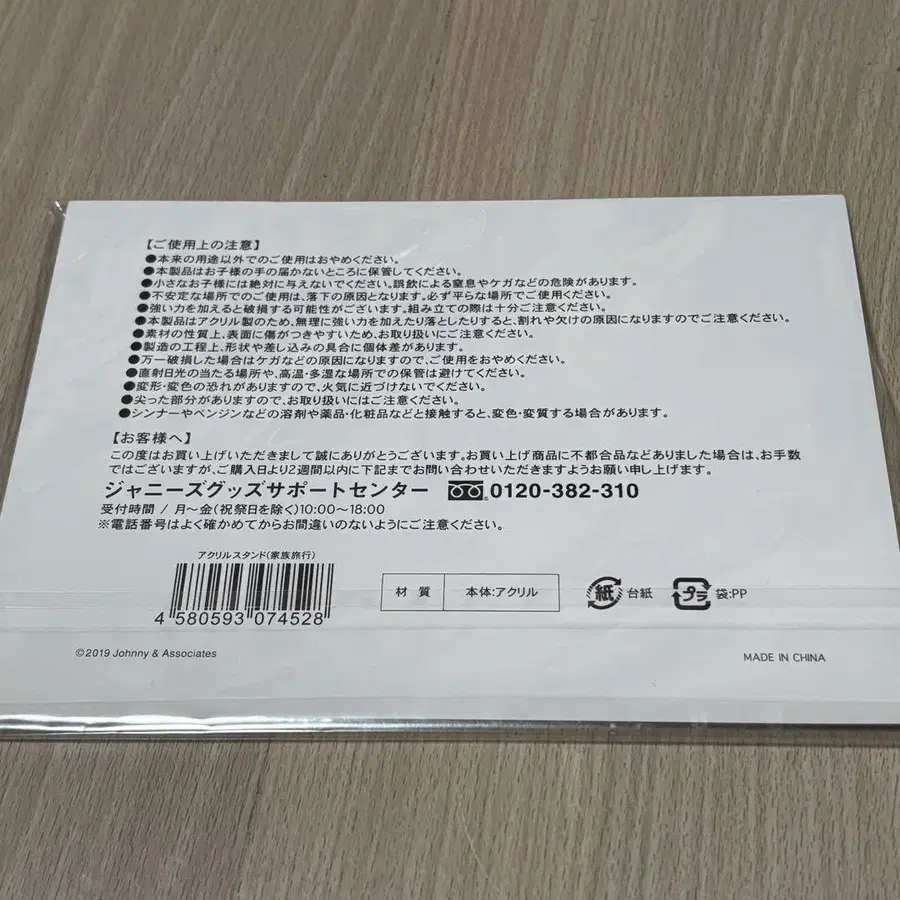 【ご使用上の注意】
●本来の用途以外でのご使用はおやめください。
●本製品はお子様の手の届かないところに保管してください。
●小さなお子様には絶対に与えないでください。誤飲による窒息やケガなどの危険があります。
●不安定な場所でのご使用は、落下の原因となります。必ず平らな場所でご使用ください。
●強い力を加えると破損する可能性がございます。組み立ての際は十分ご注意ください。
●本製品はアクリル製のため、無理に強い力を加えたり落としたりすると、割れや欠けの原因になりますのでご注意ください。
●素材の性質上、表面に傷がつきやすいため、お取り扱いにご注意ください。
●製造の工程上、形状や差し込みの具合に個体差があります。
●万一破損した場合はケガなどの原因になりますので、ご使用をおやめください。
●直射日光の当たる場所や、高温・多湿な場所での保管は避けてください。
●変形・変色の恐れがありますので、火気に近づけないでください。
●尖った部分がありますので、お取り扱いにはご注意ください。
●シンナーやベンジンなどの溶剤や薬品・化粧品などと接触すると、変色・変質する場合があります。
【お客様へ】
この度はお買い上げいただきまして誠にありがとうございます。お買い上げ商品に不都合品などありました場合は、お手数
ではございますが、ご購入日より2週間以内に下記までお問い合わせいただきますようお願い申し上げます。
ジャニーズグッズサポートセンター 0120-382-310
受付時間 / 月〜金(祝祭日を除く)10:00〜18:00
※電話番号はよく確かめてからお間違いのないようにご注意ください。
アクリルスタンド(家族旅行)
4 580593 074528
材質 本体:アクリル
紙 台紙
プラ 袋:PP
©2019 Johnny & Associates
MADE IN CHINA